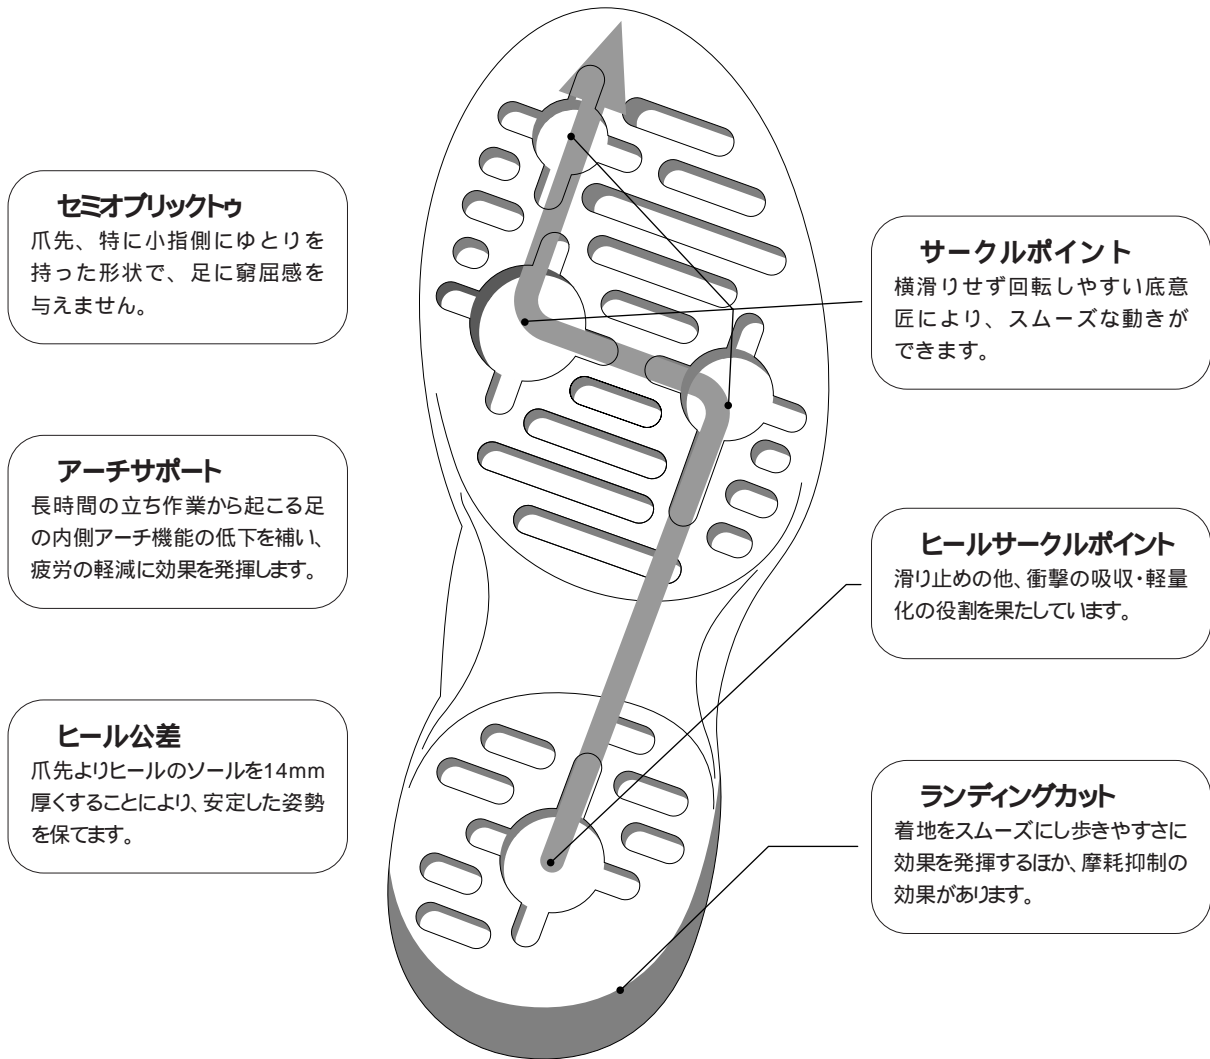 セミオブリックトゥ
爪先、特に小指側にゆとりを
持った形状で、足に窮屈感を
与えません。
アーチサポート
長時間の立ち作業から起こる足
の内側アーチ機能の低下を補い、
疲労の軽減に効果を発揮します。
ヒール公差
爪先よりヒールのソールを14mm
厚くすることにより、安定した姿勢
を保てます。
サークルポイント
横滑りせず回転しやすい底意
匠により、スムーズな動きが
できます。
ヒールサークルポイント
滑り止めの他、衝撃の吸収・軽量
化の役割を果たしています。
ランディングカット
着地をスムーズにし歩きやすさに
効果を発揮するほか、摩耗抑制の
効果があります。